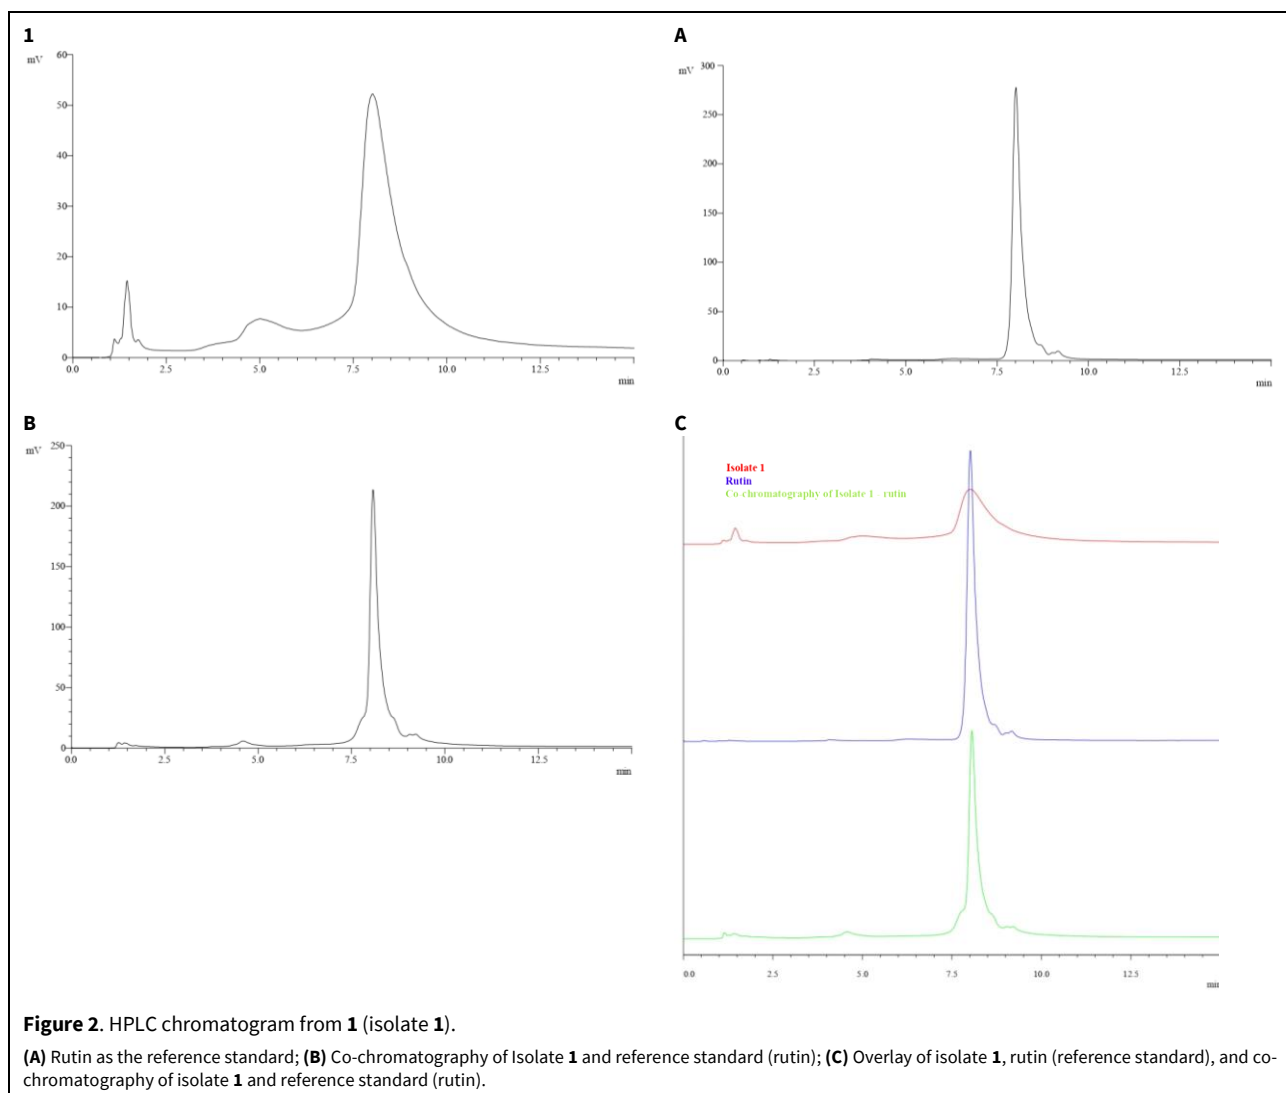 1
mV
60
50
40
30
20
10
0
0.0 2.5 5.0 7.5 10.0 12.5
min
A
mV
300
250
200
150
100
50
0
0.0 2.5 5.0 7.5 10.0 12.5
min
B
mV
250
200
150
100
50
0
0.0 2.5 5.0 7.5 10.0 12.5
min
C
Isolate 1
Rutin
Co chromatography of Isolate 1 - rutin
0.0 2.5 5.0 7.5 10.0 12.5
min
Figure 2. HPLC chromatogram from 1 (isolate 1).
(A) Rutin as the reference standard; (B) Co-chromatography of Isolate 1 and reference standard (rutin); (C) Overlay of isolate 1, rutin (reference standard), and co-
chromatography of isolate 1 and reference standard (rutin).